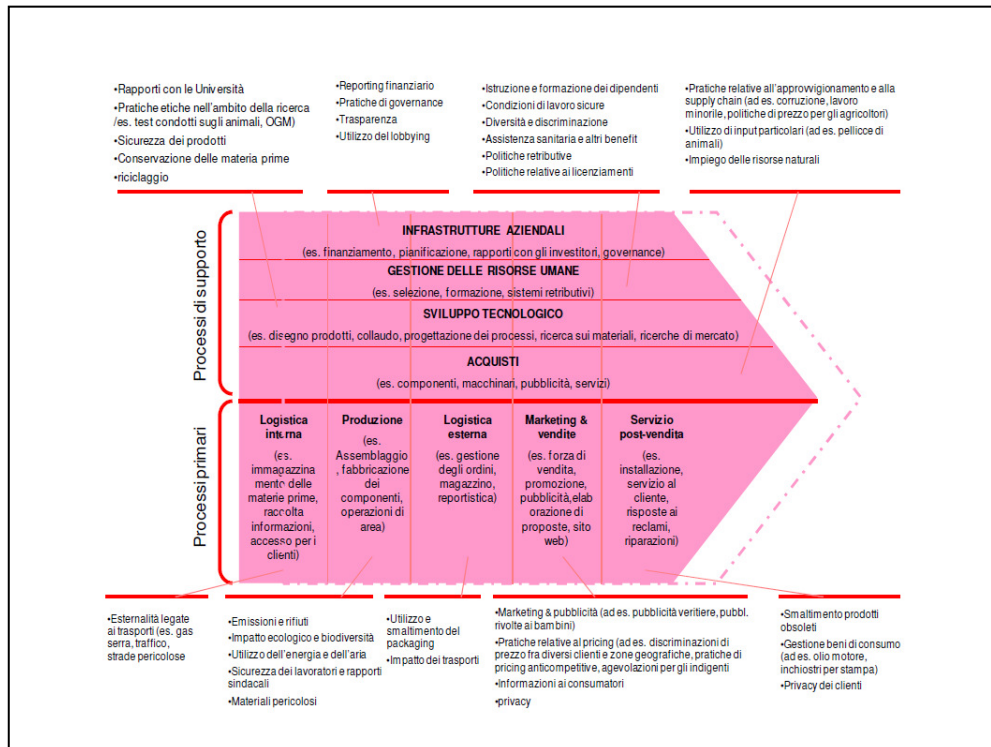 •Rapporti con le Università
•Pratiche etiche nell'ambito della ricerca
/es. test condotti sugli animali, OGM)
•Sicurezza dei prodotti
•Conservazione delle materia prime
•riciclaggio
•Reporting finanziario
•Pratiche di governance
•Trasparenza
•Utilizzo del lobbying
•Istruzione e formazione dei dipendenti
•Condizioni di lavoro sicure
•Diversità e discriminazione
•Assistenza sanitaria e altri benefit
•Politiche retributive
•Politiche relative ai licenziamenti
•Pratiche relative all'approvvigionamento e alla
supply chain (ad es. corruzione, lavoro
minorile, politiche di prezzo per gli agricoltori)
•Utilizzo di input particolari (ad es. pellicce di
animali)
•Impiego delle risorse naturali
Processi di supporto
INFRASTRUTTURE AZIENDALI
(es. finanziamento, pianificazione, rapporti con gli investitori, governance)
GESTIONE DELLE RISORSE UMANE
(es. selezione, formazione, sistemi retributivi)
SVILUPPO TECNOLOGICO
(es. disegno prodotti, collaudo, progettazione dei processi, ricerca sui materiali, ricerche di mercato)
ACQUISTI
(es. componenti, macchinari, pubblicità, servizi)
Processi primari
Logistica
interna
(es.
immagazzina
mento delle
materie prime,
raccolta
informazioni,
accesso per i
clienti)
Produzione
(es.
Assemblaggio
, fabbricazione
dei
componenti,
operazioni di
area)
Logistica
esterna
(es. gestione
degli ordini,
magazzino,
reportistica)
Marketing &
vendite
(es. forza di
vendita,
promozione,
pubblicità,elab
orazione di
proposte, sito
web)
Servizio
post-vendita
(es.
installazione,
servizio al
cliente,
risposte ai
reclami,
riparazioni)
•Esternalità legate
ai trasporti (es. gas
serra, traffico,
strade pericolose
•Emissioni e rifiuti
•Impatto ecologico e biodiversità
•Utilizzo dell'energia e dell'aria
•Sicurezza dei lavoratori e rapporti
sindacali
•Materiali pericolosi
•Utilizzo e
smaltimento del
packaging
•Impatto dei trasporti
•Marketing & pubblicità (ad es. pubblicità veritiere, pubbl.
rivolte ai bambini)
•Pratiche relative al pricing (ad es. discriminazioni di
prezzo fra diversi clienti e zone geografiche, pratiche di
pricing anticompetitive, agevolazioni per gli indigenti
•Informazioni ai consumatori
•privacy
•Smaltimento prodotti
obsoleti
•Gestione beni di consumo
(ad es. olio motore,
inchiostri per stampa)
•Privacy dei clienti